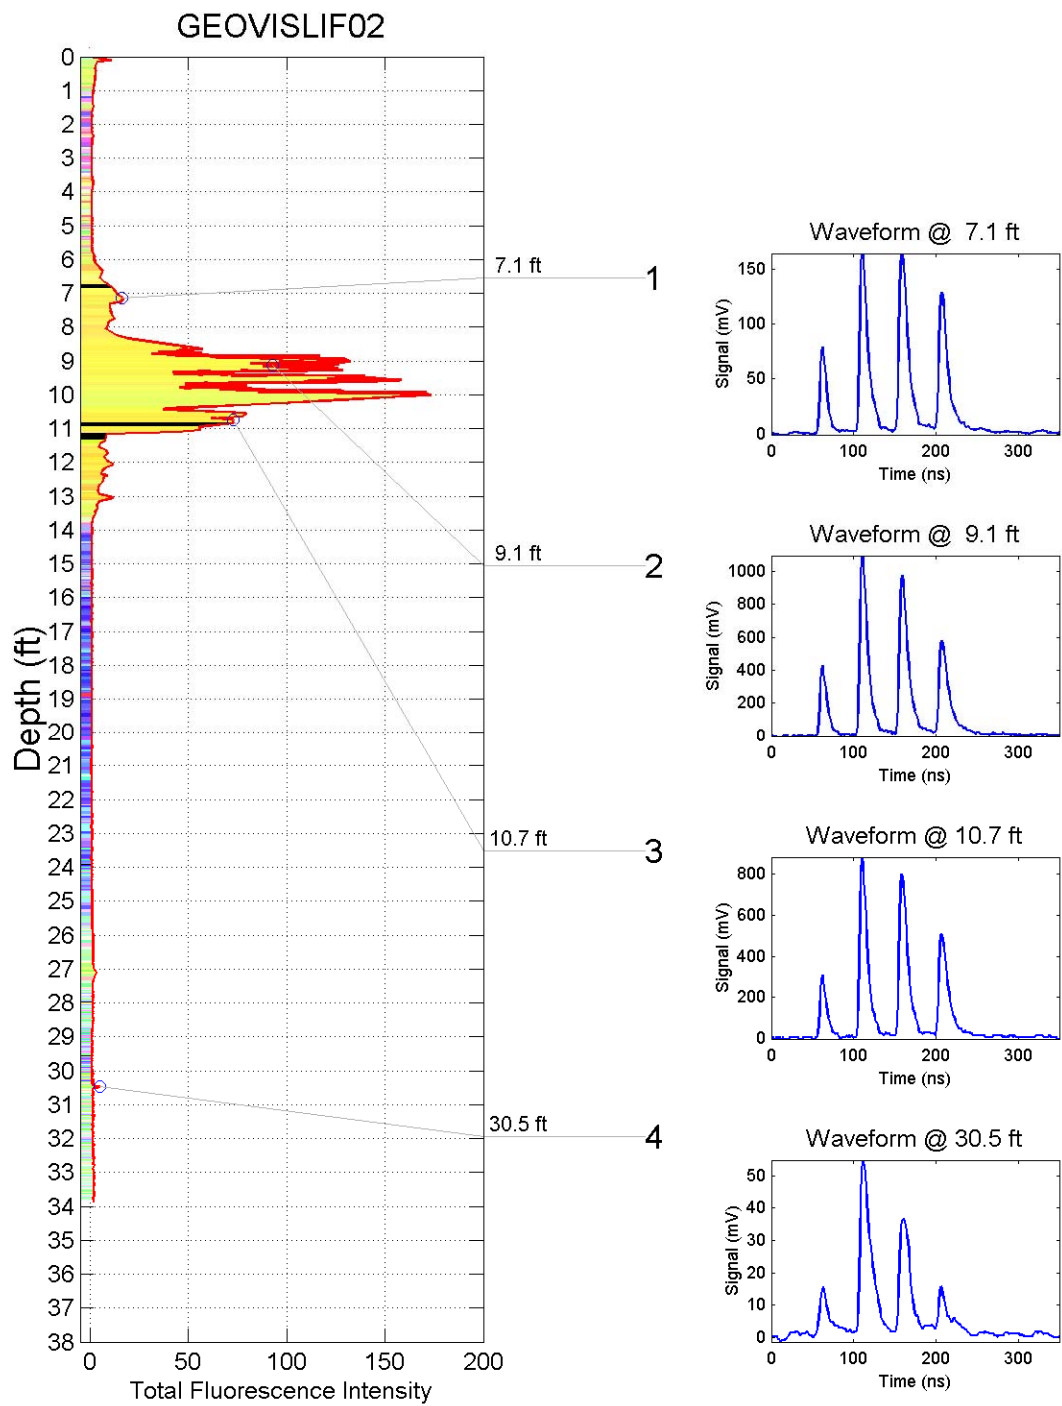 GEOVISLIF02
0
1
2
3
4
5
6
7
8
9
10
11
12
13
14
15
16
17
18
19
20
21
22
23
24
25
26
27
28
29
30
31
32
33
34
35
36
37
38
Depth (ft)
0 50 100 150 200
Total Fluorescence Intensity
7.1 ft
1
9.1 ft
2
10.7 ft
3
30.5 ft
4
Waveform @ 7.1 ft
150
100
50
0
Signal (mV)
0 100 200 300
Time (ns)
Waveform @ 9.1 ft
1000
800
600
400
200
0
Signal (mV)
0 100 200 300
Time (ns)
Waveform @ 10.7 ft
800
600
400
200
0
Signal (mV)
0 100 200 300
Time (ns)
Waveform @ 30.5 ft
50
40
30
20
10
0
Signal (mV)
0 100 200 300
Time (ns)